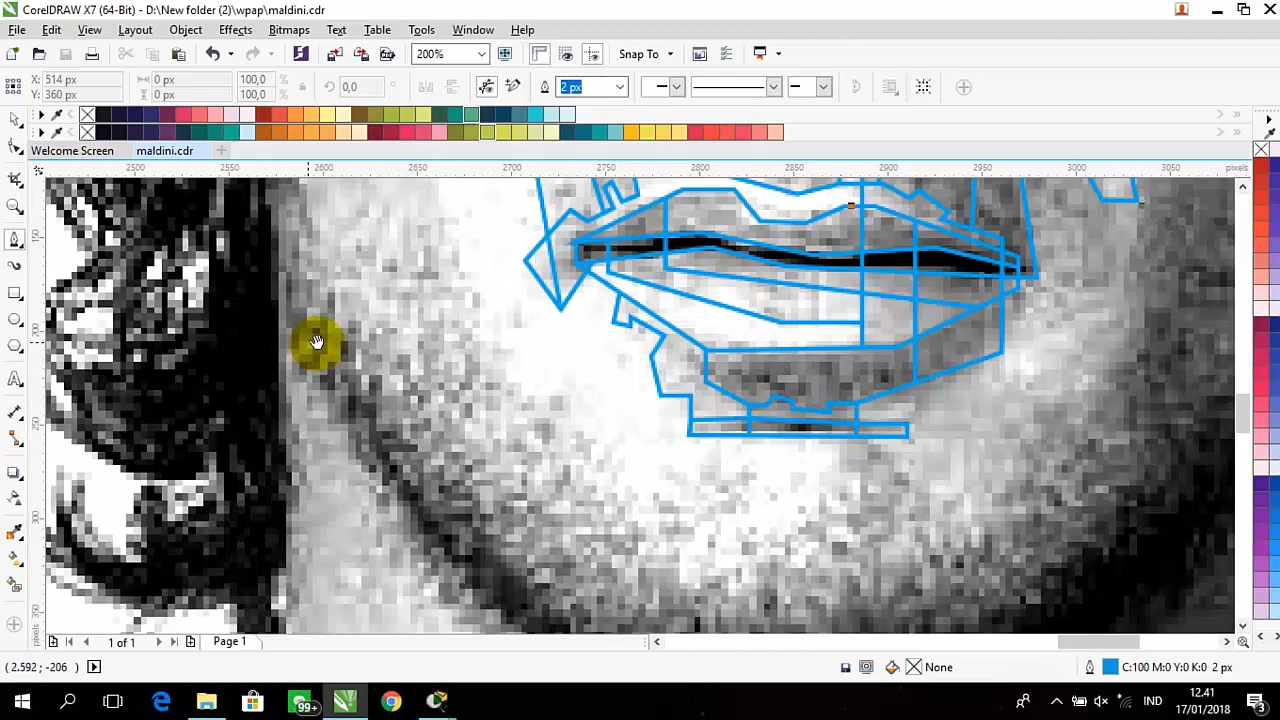 CorelDRAW X7 (64-Bit) - D:\New folder (2)\wpap\maldini.cdr
File Edit View Layout Object Effects Bitmaps Text Table Tools Window Help
200% Snap To
X: 514 px 0 px 100,0 % 0,0 2 px
Y: 360 px 0 px 100,0 %
Welcome Screen maldini.cdr
2500 2550 2600 2700 2750 2800 2850 2900 2950 3000 3050 pixels
1 of 1 Page 1
(2.592; -206) None C:100 M:0 Y:0 K:0 2 px
99+ IND 12.41
17/01/2018 3